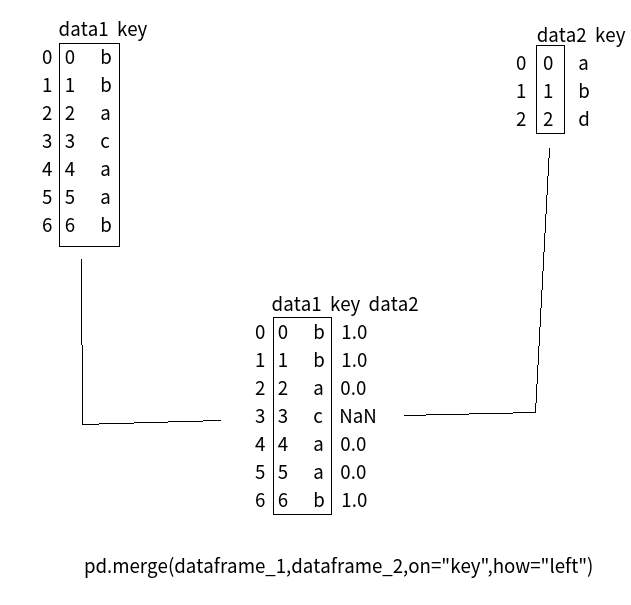 data1 key
0 0 b
1 1 b
2 2 a
3 3 c
4 4 a
5 5 a
6 6 b
data2 key
0 0 a
1 1 b
2 2 d
data1 key data2
0 0 b 1.0
1 1 b 1.0
2 2 a 0.0
3 3 c NaN
4 4 a 0.0
5 5 a 0.0
6 6 b 1.0
pd.merge(dataframe_1,dataframe_2,on="key",how="left")